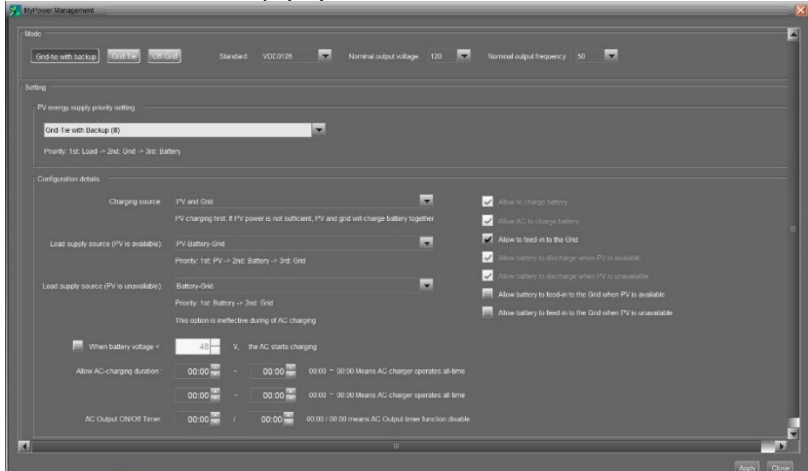 MyPower Management
Mode
Grid-tie with backup Grid-Tie Off-Grid Standard: VDE0126 Nominal output voltage: 120 Nominal output frequency: 50
Setting
PV energy supply priority setting
Grid-Tie with Backup (III)
Priority: 1st: Load -> 2nd: Grid -> 3rd: Battery
Configuration details
Charging source: PV and Grid
PV charging first. If PV power is not sufficient, PV and grid will charge battery together
Load supply source (PV is available): PV-Battery-Grid
Priority: 1st: PV -> 2nd: Battery -> 3rd: Grid
Load supply source (PV is unavailable): Battery-Grid
Priority: 1st: Battery -> 2nd: Grid
This option is ineffective during of AC charging
Allow to charge battery
Allow AC to charge battery
Allow to feed-in to the Grid
Allow battery to discharge when PV is available
Allow battery to discharge when PV is unavailable
Allow battery to feed-in to the Grid when PV is available
Allow battery to feed-in to the Grid when PV is unavailable
When battery voltage < 48 V, the AC starts charging
Allow AC-charging duration : 00:00 ~ 00:00 00:00 ~ 00:00 Means AC charger operates all-time
00:00 ~ 00:00 00:00 ~ 00:00 Means AC charger operates all-time
AC Output ON/Off Timer: 00:00 / 00:00 00:00 / 00:00 means AC Output timer function disable
Apply Close